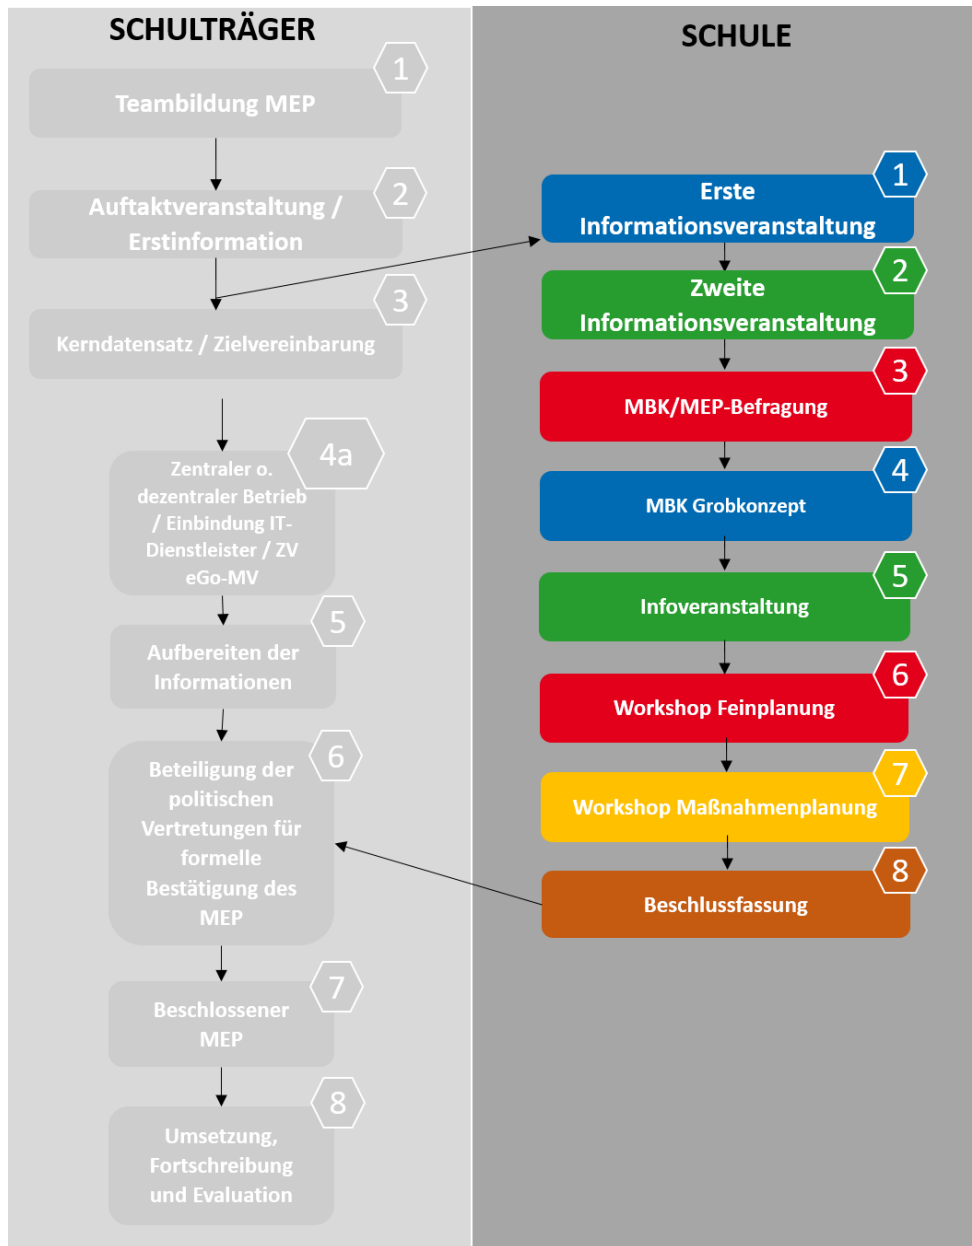 SCHULTRÄGER
1
Teambildung MEP
2
Auftaktveranstaltung /
Erstinformation
3
Kerndatensatz / Zielvereinbarung
4a
Zentraler o.
dezentraler Betrieb
/ Einbindung IT-
Dienstleister / ZV
eGo-MV
5
Aufbereiten der
Informationen
6
Beteiligung der
politischen
Vertretungen für
formelle
Bestätigung des
MEP
7
Beschlossener
MEP
8
Umsetzung,
Fortschreibung
und Evaluation
SCHULE
1
Erste
Informationsveranstaltung
2
Zweite
Informationsveranstaltung
3
MBK/MEP-Befragung
4
MBK Grobkonzept
5
Infoveranstaltung
6
Workshop Feinplanung
7
Workshop Maßnahmenplanung
8
Beschlussfassung